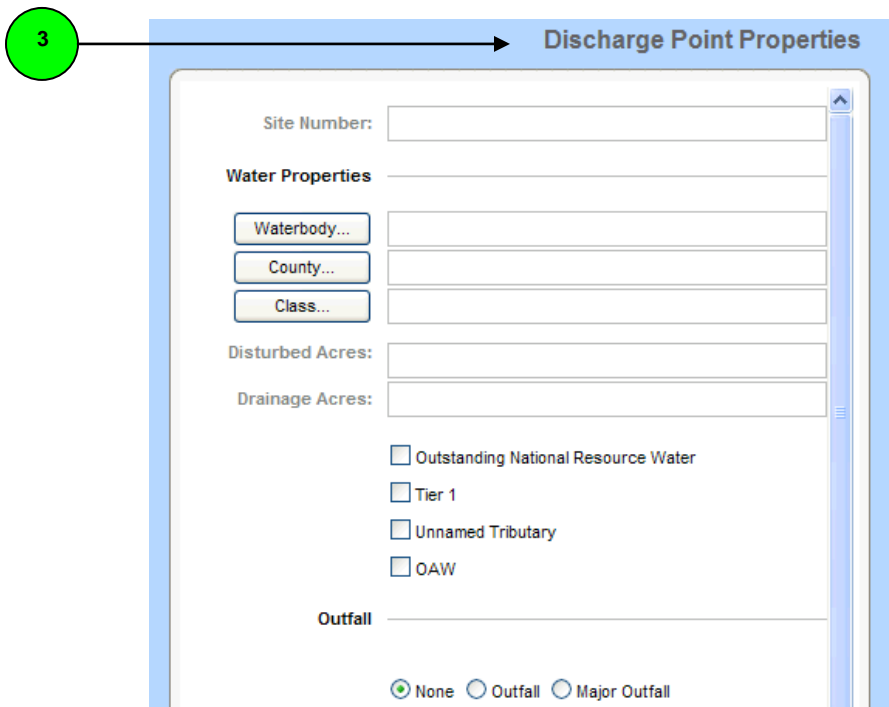 3
Discharge Point Properties
Site Number:
Water Properties
Waterbody...
County...
Class...
Disturbed Acres:
Drainage Acres:
Outstanding National Resource Water
Tier 1
Unnamed Tributary
OAW
Outfall
None Outfall Major Outfall